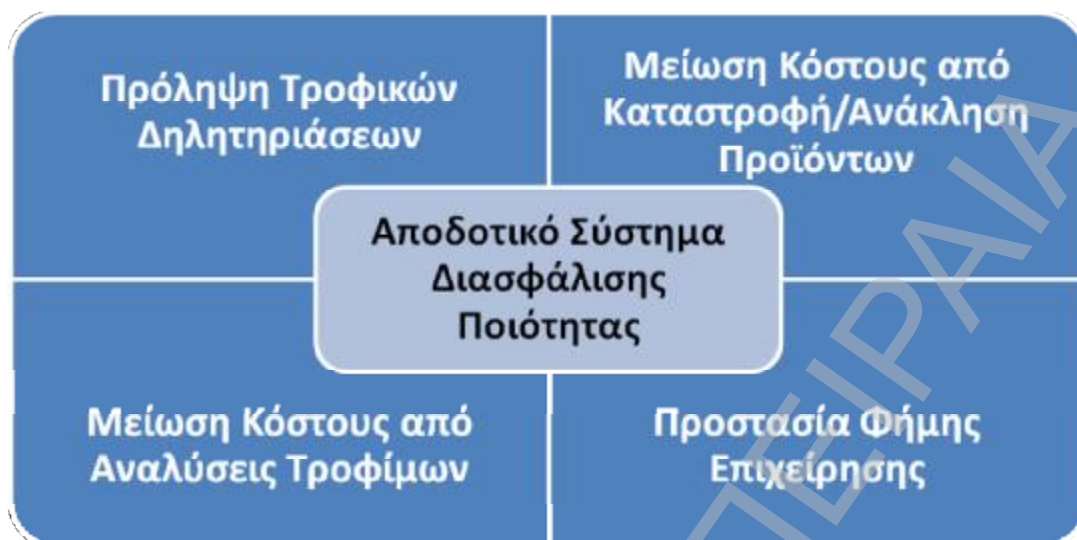 Πρόληψη Τροφικών
Δηλητηριάσεων
Μείωση Κόστους από
Καταστροφή/Ανάκληση
Προϊόντων
Αποδοτικό Σύστημα
Διασφάλισης
Ποιότητας
Μείωση Κόστους από
Αναλύσεις Τροφίμων
Προστασία Φήμης
Επιχείρησης
ΠΕΙΡΑΙΑ